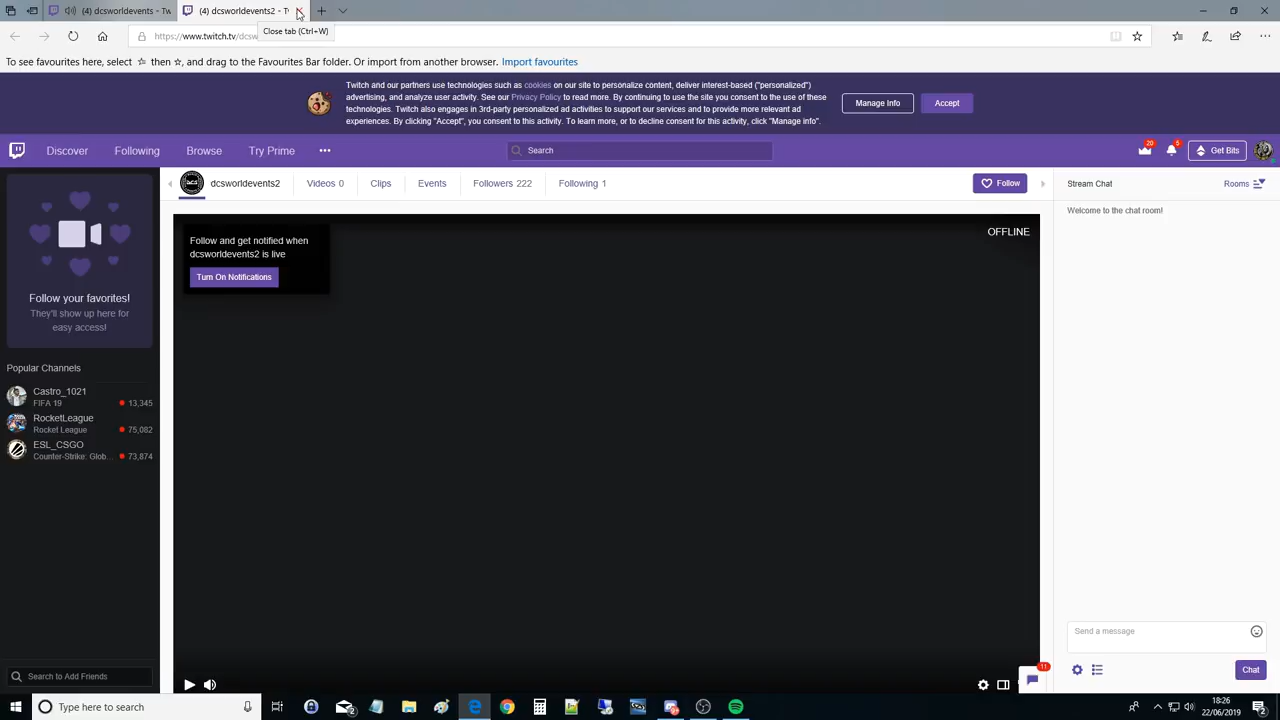 (4) dcsworldevents - Tw
(4) dcsworldevents2 - Tw
Close tab (Ctrl+W)
https://www.twitch.tv/dcsw
To see favourites here, select ☆ then ☆, and drag to the Favourites Bar folder. Or import from another browser. Import favourites
Twitch and our partners use technologies such as cookies on our site to personalize content, deliver interest-based ("personalized")
advertising, and analyze user activity. See our Privacy Policy to read more. By continuing to use the site you consent to the use of these
technologies. Twitch also engages in 3rd-party personalized ad activities to support our services and to provide more relevant ad
experiences. By clicking "Accept", you consent to this activity. To learn more, or to decline consent for this activity, click "Manage info".
Manage Info
Accept
Discover
Following
Browse
Try Prime
Search
20
5
Get Bits
dcsworldevents2
Videos 0
Clips
Events
Followers 222
Following 1
Follow
Stream Chat
Rooms
Welcome to the chat room!
Follow and get notified when
dcsworldevents2 is live
Turn On Notifications
OFFLINE
Follow your favorites!
They'll show up here for
easy access!
Popular Channels
Castro_1021
FIFA 19
13,345
RocketLeague
Rocket League
75,082
ESL_CSGO
Counter-Strike: Glob...
73,874
Send a message
11
Chat
Search to Add Friends
Type here to search
18:26
22/06/2019
2